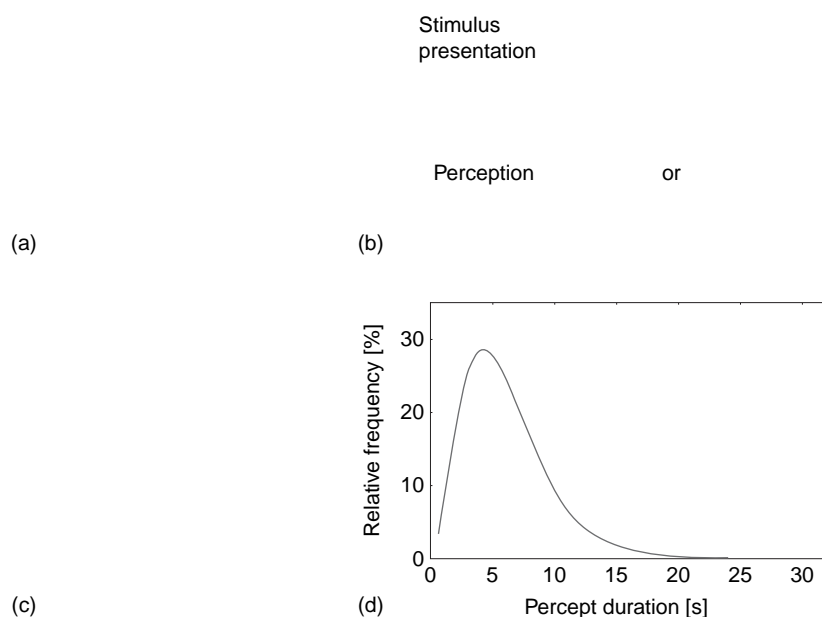 Stimulus
presentation
Perception or
(a) (b)
Relative frequency [%]
30
20
10
0
0 5 10 15 20 25 30
Percept duration [s]
(c) (d)